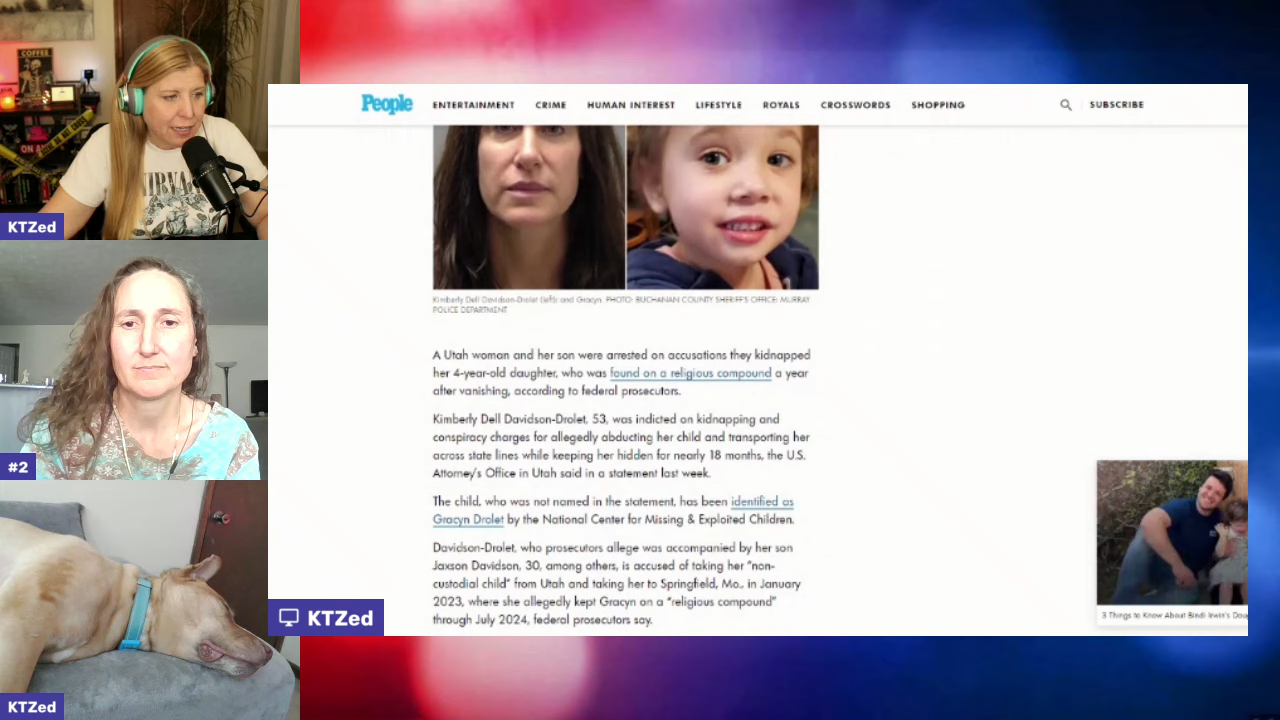 COFFEE
ON A
NIRVANA
KTZed
#2
KTZed
People
ENTERTAINMENT CRIME HUMAN INTEREST LIFESTYLE ROYALS CROSSWORDS SHOPPING SUBSCRIBE
Kimberly Dell Davidson-Drolet (left); and Gracyn. PHOTO: BUCHANAN COUNTY SHERIFF'S OFFICE; MURRAY
POLICE DEPARTMENT
A Utah woman and her son were arrested on accusations they kidnapped
her 4-year-old daughter, who was found on a religious compound a year
after vanishing, according to federal prosecutors.
Kimberly Dell Davidson-Drolet, 53, was indicted on kidnapping and
conspiracy charges for allegedly abducting her child and transporting her
across state lines while keeping her hidden for nearly 18 months, the U.S.
Attorney's Office in Utah said in a statement last week.
The child, who was not named in the statement, has been identified as
Gracyn Drolet by the National Center for Missing & Exploited Children.
Davidson-Drolet, who prosecutors allege was accompanied by her son
Jaxson Davidson, 30, among others, is accused of taking her "non-
custodial child" from Utah and taking her to Springfield, Mo., in January
2023, where she allegedly kept Gracyn on a "religious compound"
through July 2024, federal prosecutors say.
3 Things to Know About Bindi Irwin's Dau
KTZed